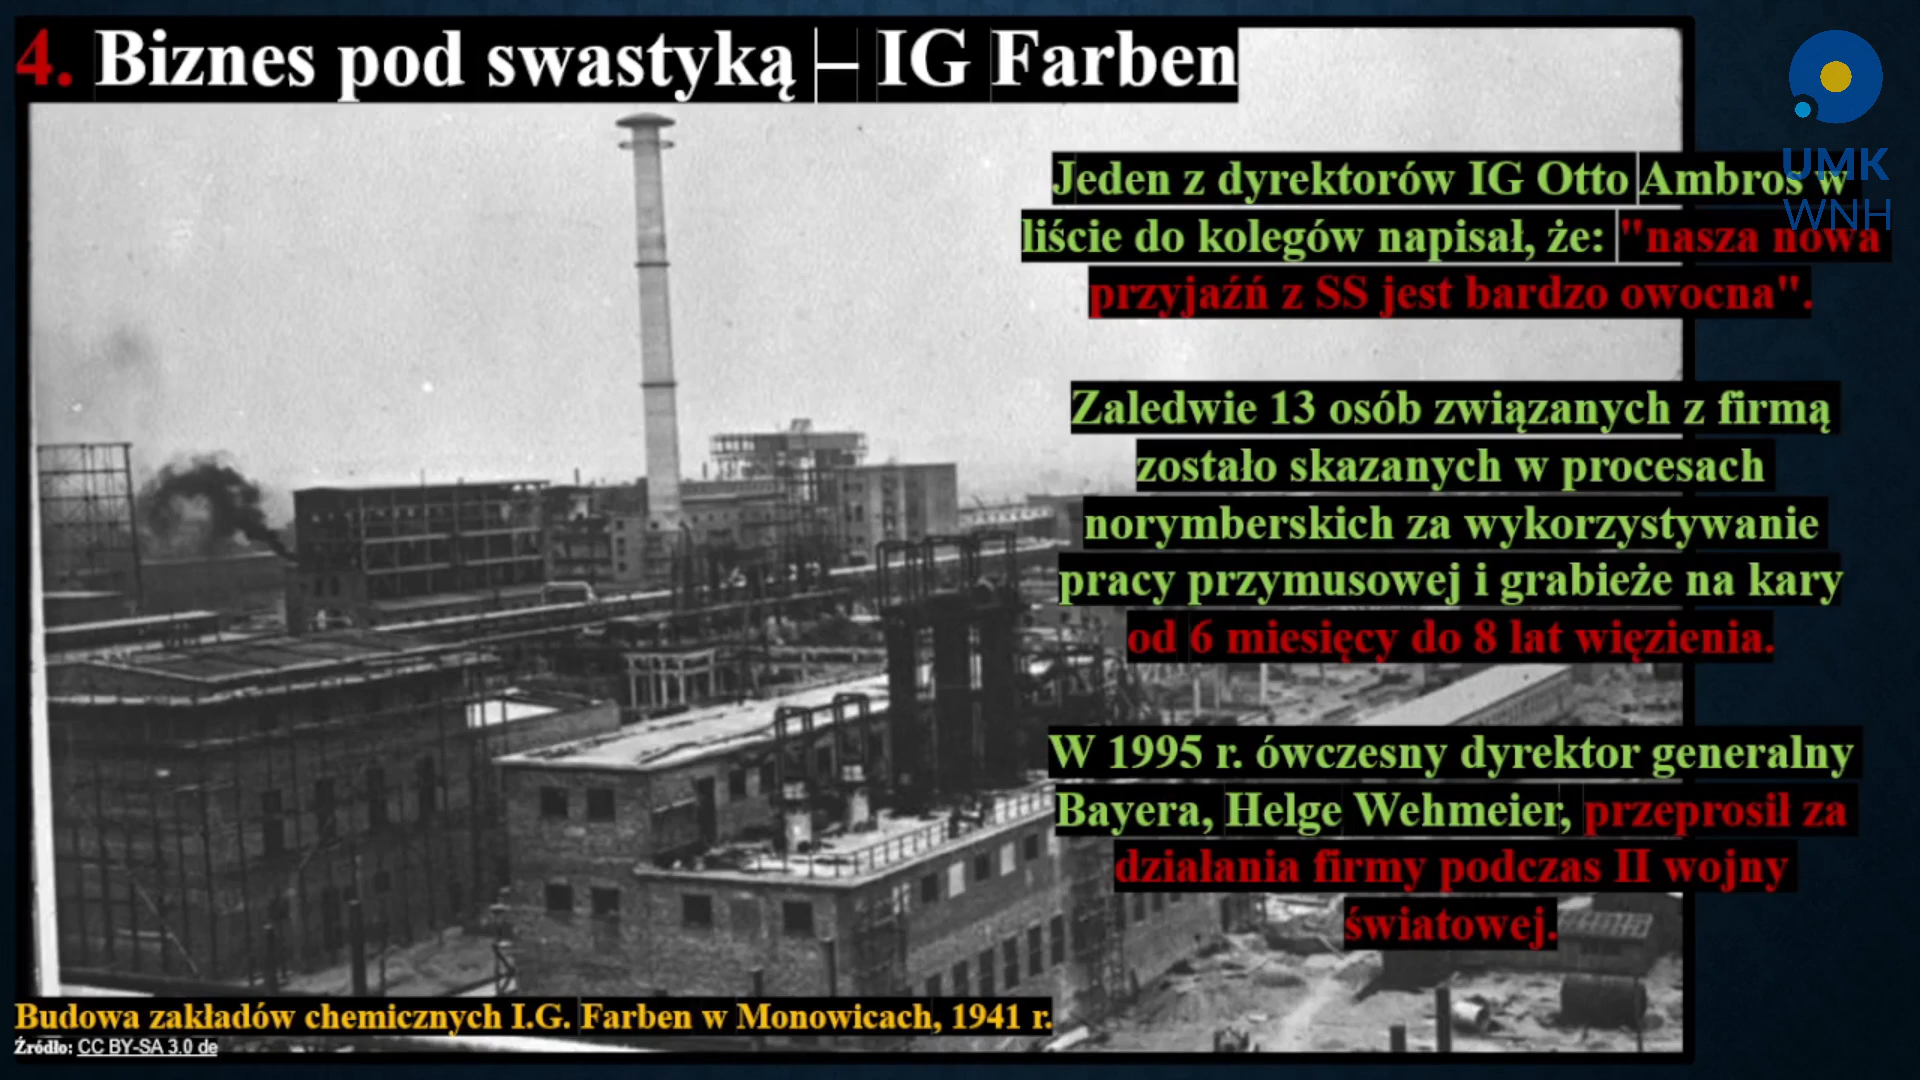 4. Biznes pod swastyką – IG Farben
UMK
WNH
Jeden z dyrektorów IG Otto Ambros w
liście do kolegów napisał, że: "nasza nowa
przyjaźń z SS jest bardzo owocna".
Zaledwie 13 osób związanych z firmą
zostało skazanych w procesach
norymberskich za wykorzystywanie
pracy przymusowej i grabieże na kary
od 6 miesięcy do 8 lat więzienia.
W 1995 r. ówczesny dyrektor generalny
Bayera, Helge Wehmeier, przeprosił za
działania firmy podczas II wojny
światowej.
Budowa zakładów chemicznych I.G. Farben w Monowicach, 1941 r.
Źródło: CC BY-SA 3.0 de